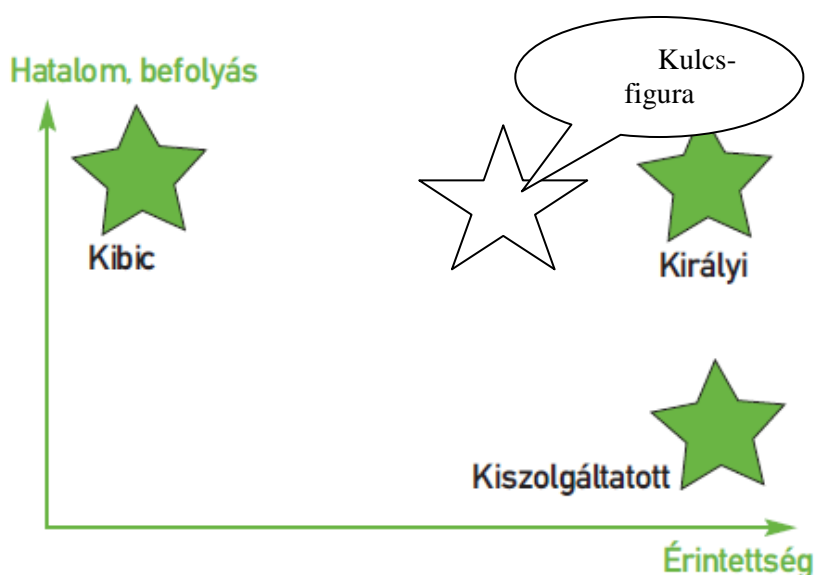 Hatalom, befolyás
Kulcs-
figura
Kibic
Királyi
Kiszolgáltatott
Érintettség